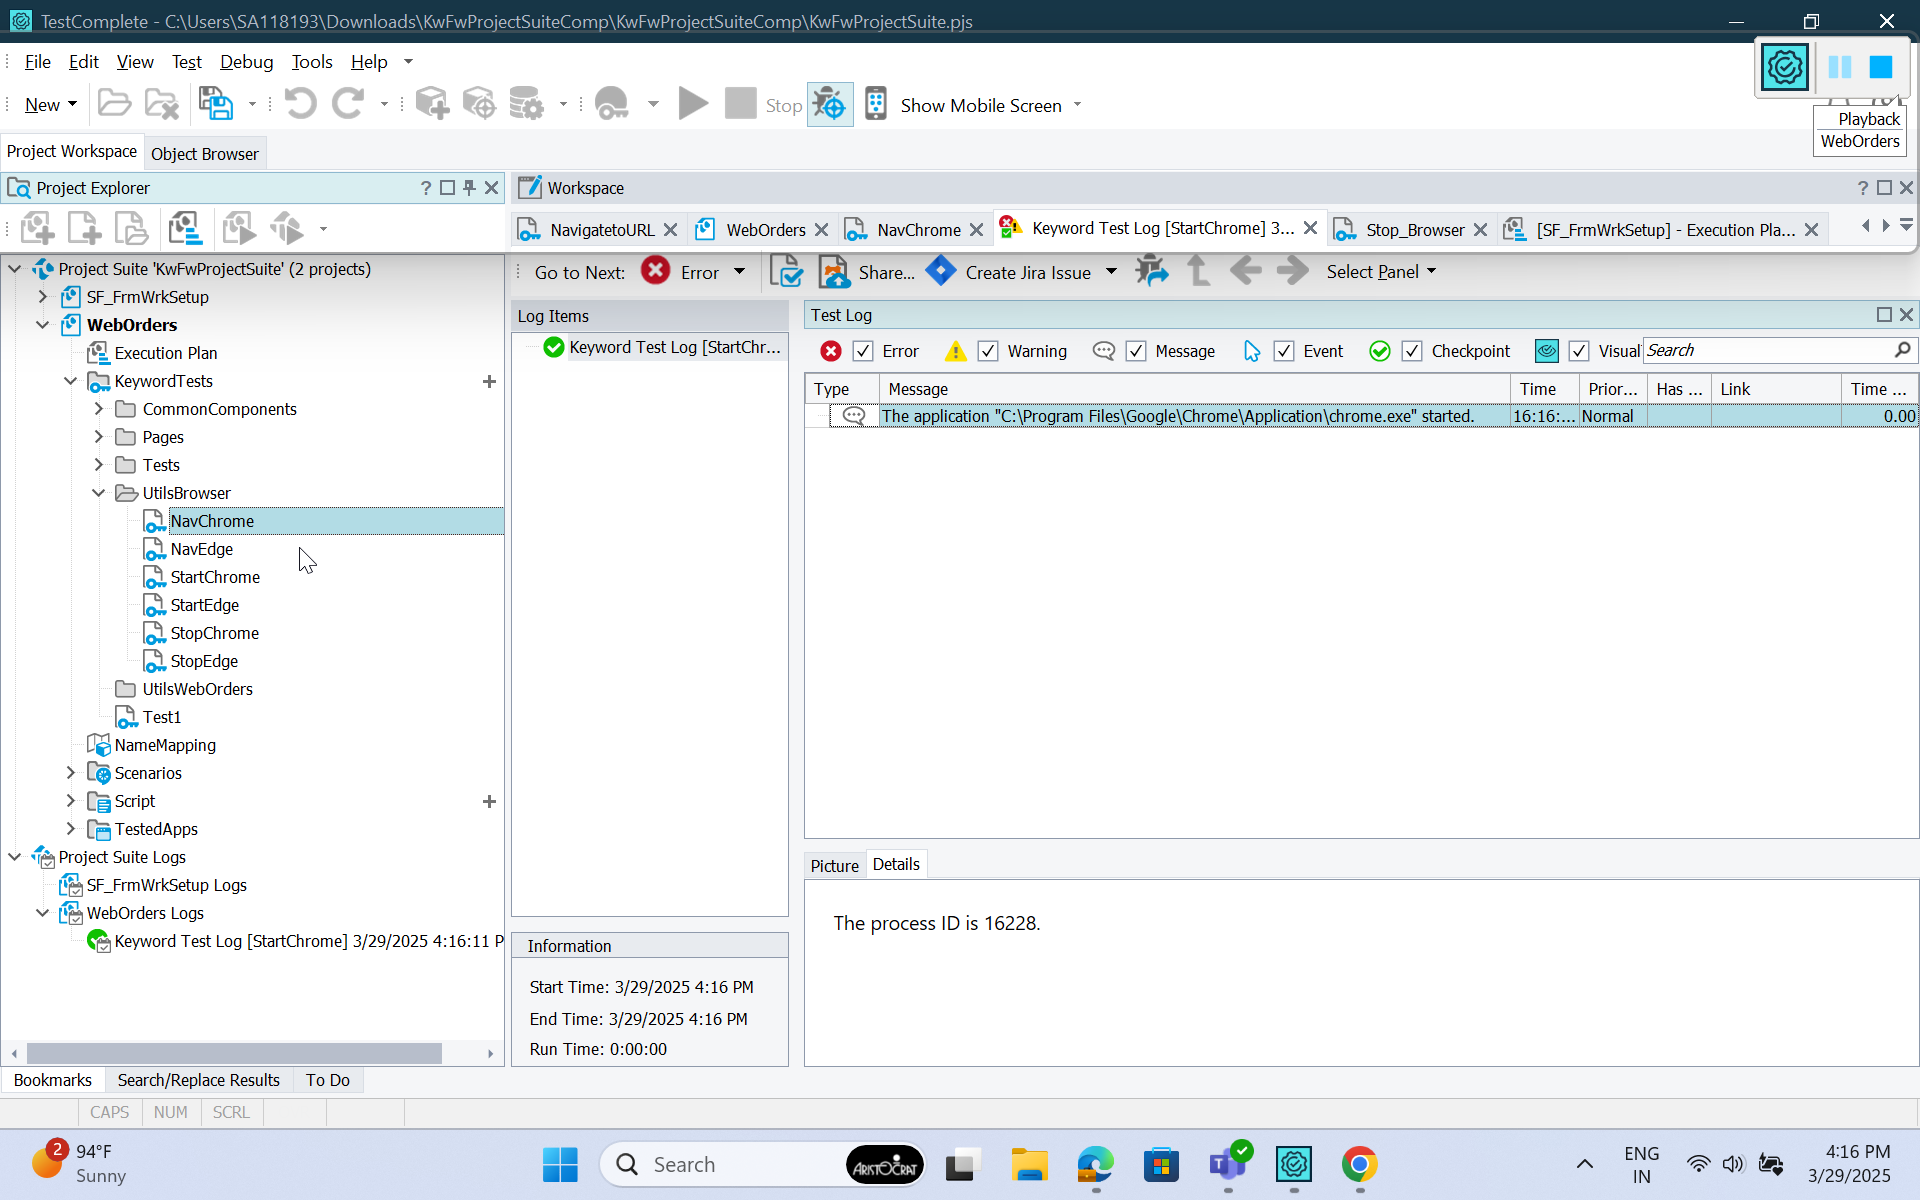 TestComplete - C:\Users\SA118193\Downloads\KwFwProjectSuiteComp\KwFwProjectSuiteComp\KwFwProjectSuite.pjs
File Edit View Test Debug Tools Help
New
Stop
Show Mobile Screen
Playback
WebOrders
Project Workspace
Object Browser
Project Explorer
?
Workspace
?
NavigatetoURL
WebOrders
NavChrome
Keyword Test Log [StartChrome] 3...
Stop_Browser
[SF_FrmWrkSetup] - Execution Pla...
Project Suite 'KwFwProjectSuite' (2 projects)
SF_FrmWrkSetup
WebOrders
Execution Plan
KeywordTests
CommonComponents
Pages
Tests
UtilsBrowser
NavChrome
NavEdge
StartChrome
StartEdge
StopChrome
StopEdge
UtilsWebOrders
Test1
NameMapping
Scenarios
Script
TestedApps
Project Suite Logs
SF_FrmWrkSetup Logs
WebOrders Logs
Keyword Test Log [StartChrome] 3/29/2025 4:16:11 P
Go to Next: Error
Share...
Create Jira Issue
Select Panel
Log Items
Keyword Test Log [StartChr...
Test Log
Error Warning Message Event Checkpoint Visual Search
Type Message Time Prior... Has ... Link Time ...
The application "C:\Program Files\Google\Chrome\Application\chrome.exe" started. 16:16:... Normal 0.00
Picture Details
The process ID is 16228.
Information
Start Time: 3/29/2025 4:16 PM
End Time: 3/29/2025 4:16 PM
Run Time: 0:00:00
Bookmarks Search/Replace Results To Do
CAPS NUM SCRL
2
94°F
Sunny
Search
ARISTOCRAT
ENG
IN
4:16 PM
3/29/2025